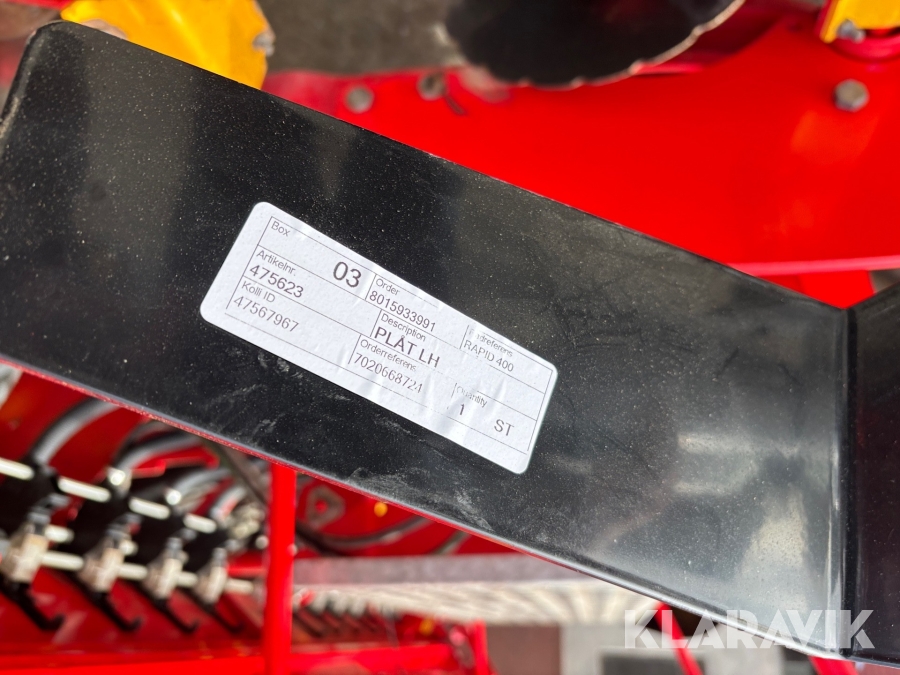 Box
03
Order
8015933991
RAPID 400
Artikelnr.
475623
Description
PLÅT LH
Kolli ID
47567967
Orderreferens
7020668724
Quantity
1 ST
KLARAVIK